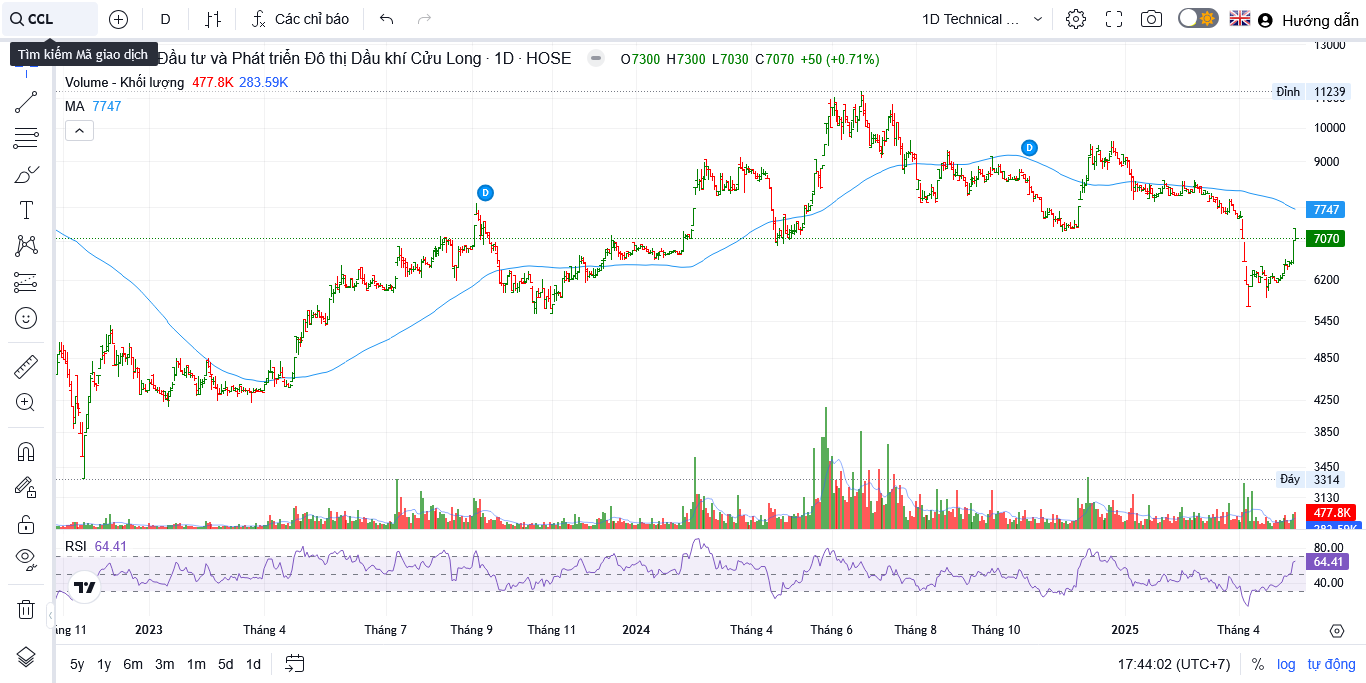 CCL
D
Các chỉ báo
1D Technical ...
Hướng dẫn
Tìm kiếm Mã giao dịch
Đầu tư và Phát triển Đô thị Dầu khí Cửu Long · 1D · HOSE
O7300 H7300 L7030 C7070 +50 (+0.71%)
Volume - Khối lượng 477.8K 283.59K
MA 7747
13000
Đỉnh 11239
11000
10000
9000
D
D
7747
7070
6200
5450
4850
4250
3850
3450
Đáy 3314
3130
477.8K
283.59K
RSI 64.41
80.00
64.41
40.00
ng 11
2023
Tháng 4
Tháng 7
Tháng 9
Tháng 11
2024
Tháng 4
Tháng 6
Tháng 8
Tháng 10
2025
Tháng 4
5y 1y 6m 3m 1m 5d 1d
17:44:02 (UTC+7)
%
log
tự động